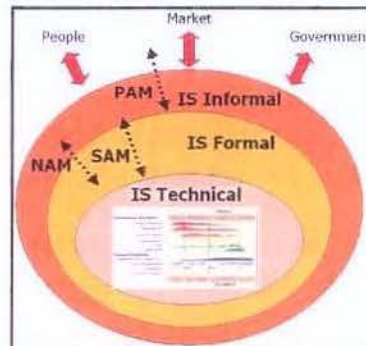 Market
People
Governmen
PAM
IS Informal
IS Formal
NAM
SAM
IS Technical